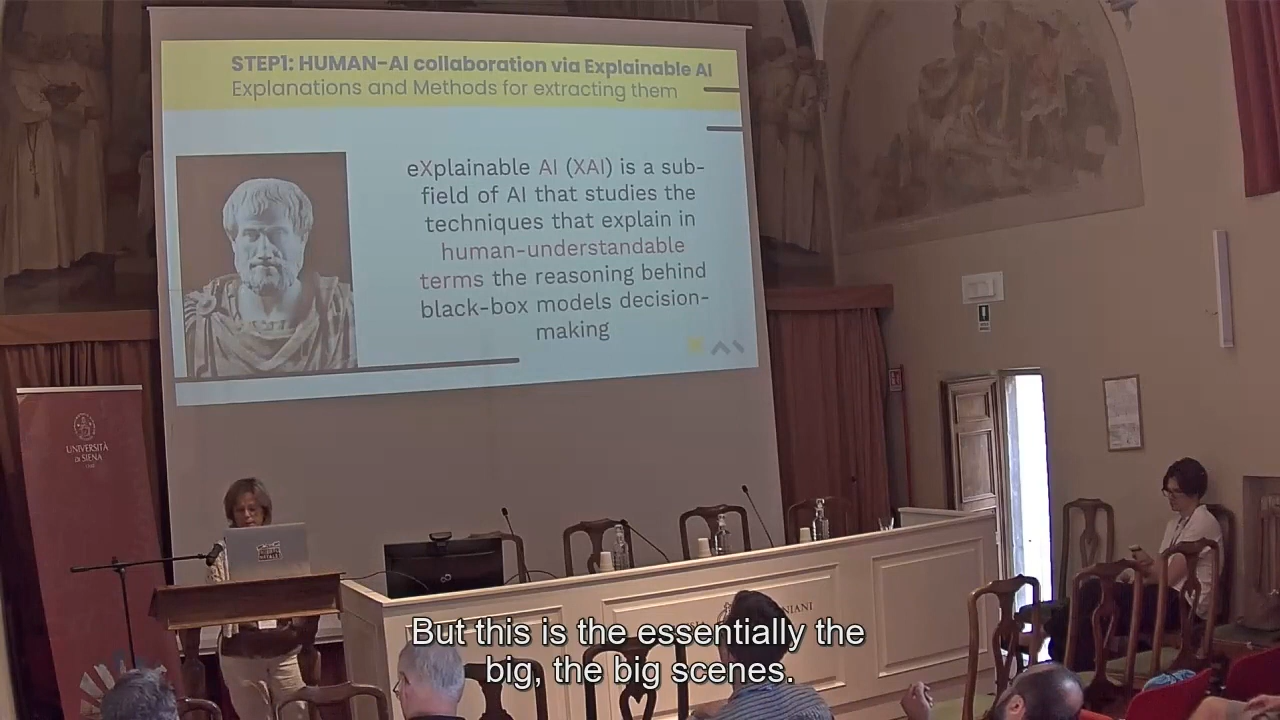 STEP1: HUMAN-AI collaboration via Explainable AI
Explanations and Methods for extracting them
eXplainable AI (XAI) is a sub-
field of AI that studies the
techniques that explain in
human-understandable
terms the reasoning behind
black-box models decision-
making
UNIVERSITÀ
DI SIENA
1240
But this is the essentially the
big, the big scenes.